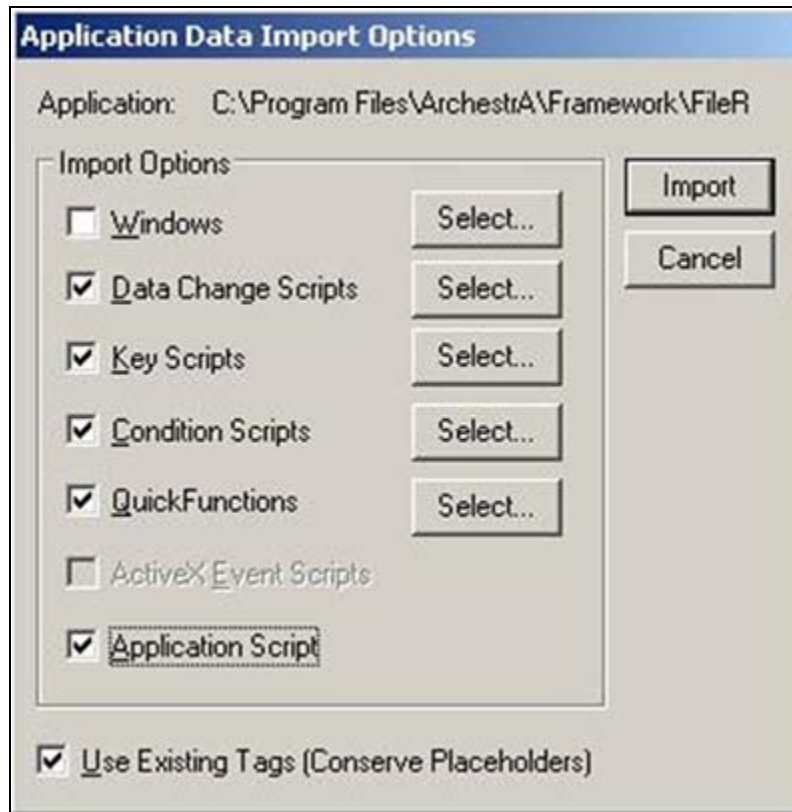 Application Data Import Options
Application: C:\Program Files\ArchestrA\Framework\FileR
Import Options
Windows Select...
Data Change Scripts Select...
Key Scripts Select...
Condition Scripts Select...
QuickFunctions Select...
ActiveX Event Scripts
Application Script
Import
Cancel
Use Existing Tags (Conserve Placeholders)